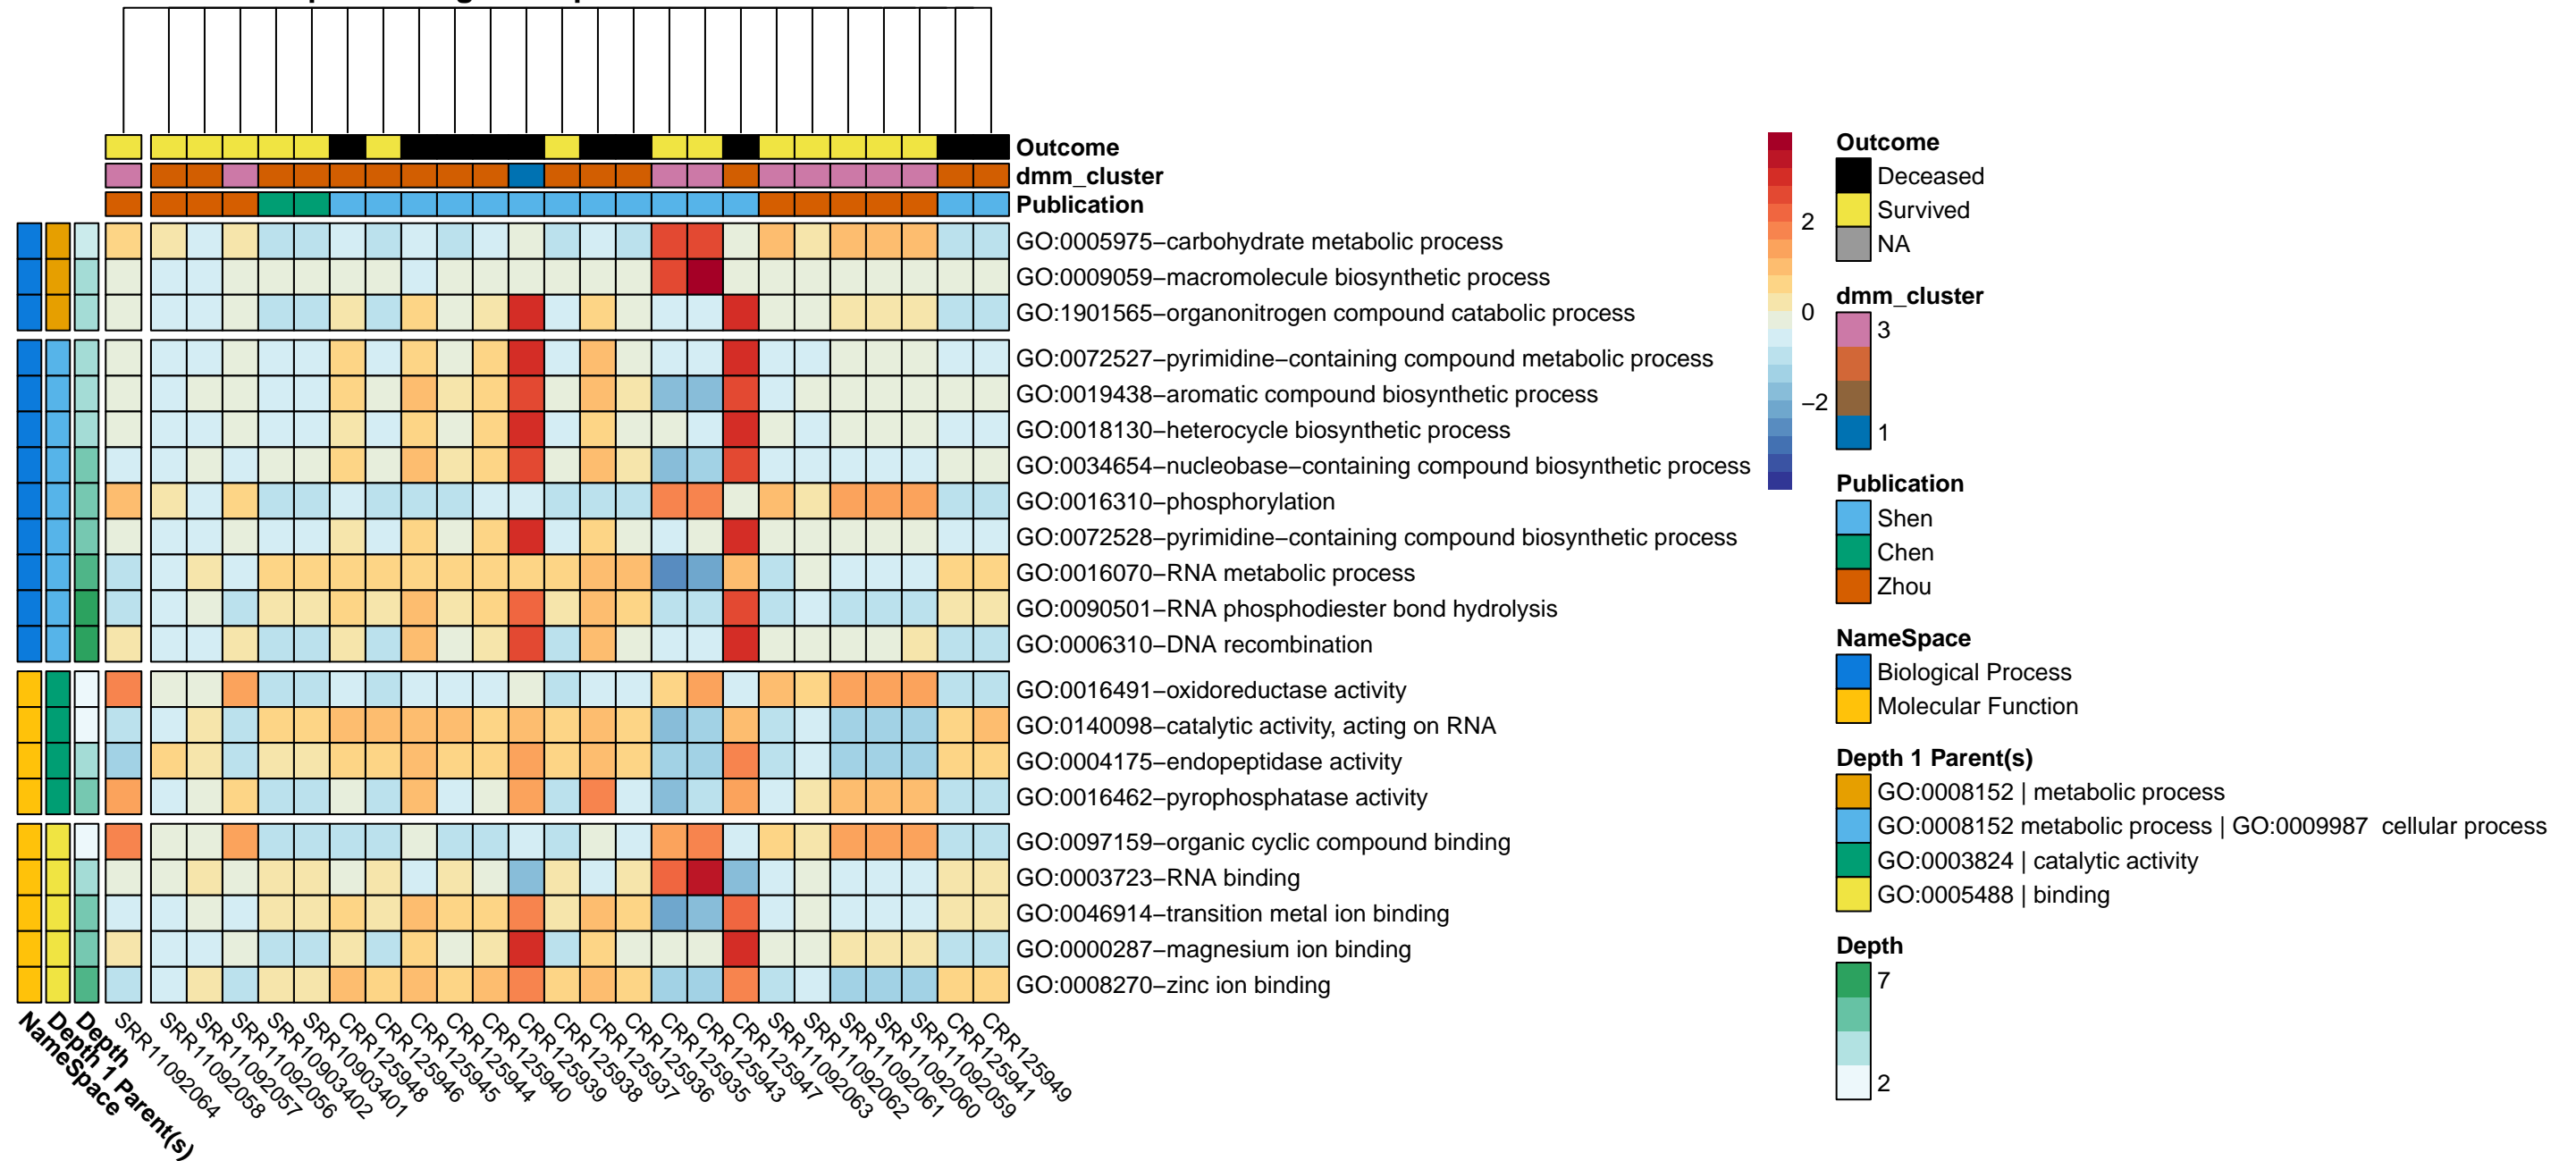 Outcome
dmm_cluster
Publication
GO:0005975−carbohydrate metabolic process
GO:0009059−macromolecule biosynthetic process
GO:1901565−organonitrogen compound catabolic process
GO:0072527−pyrimidine−containing compound metabolic process
GO:0019438−aromatic compound biosynthetic process
GO:0018130−heterocycle biosynthetic process
GO:0034654−nucleobase−containing compound biosynthetic process
GO:0016310−phosphorylation
GO:0072528−pyrimidine−containing compound biosynthetic process
GO:0016070−RNA metabolic process
GO:0090501−RNA phosphodiester bond hydrolysis
GO:0006310−DNA recombination
GO:0016491−oxidoreductase activity
GO:0140098−catalytic activity, acting on RNA
GO:0004175−endopeptidase activity
GO:0016462−pyrophosphatase activity
GO:0097159−organic cyclic compound binding
GO:0003723−RNA binding
GO:0046914−transition metal ion binding
GO:0000287−magnesium ion binding
GO:0008270−zinc ion binding
NameSpace
Depth 1 Parent(s)
Depth
SRR11092064
SRR11092058
SRR11092057
SRR11092056
SRR10903402
SRR10903401
CRR125948
CRR125946
CRR125945
CRR125944
CRR125940
CRR125939
CRR125938
CRR125937
CRR125936
CRR125935
CRR125943
CRR125947
SRR11092063
SRR11092062
SRR11092061
SRR11092060
SRR11092059
CRR125941
CRR125949
2
0
−2
Outcome
Deceased
Survived
NA
dmm_cluster
3
1
Publication
Shen
Chen
Zhou
NameSpace
Biological Process
Molecular Function
Depth 1 Parent(s)
GO:0008152 | metabolic process
GO:0008152 metabolic process | GO:0009987  cellular process
GO:0003824 | catalytic activity
GO:0005488 | binding
Depth
7
2